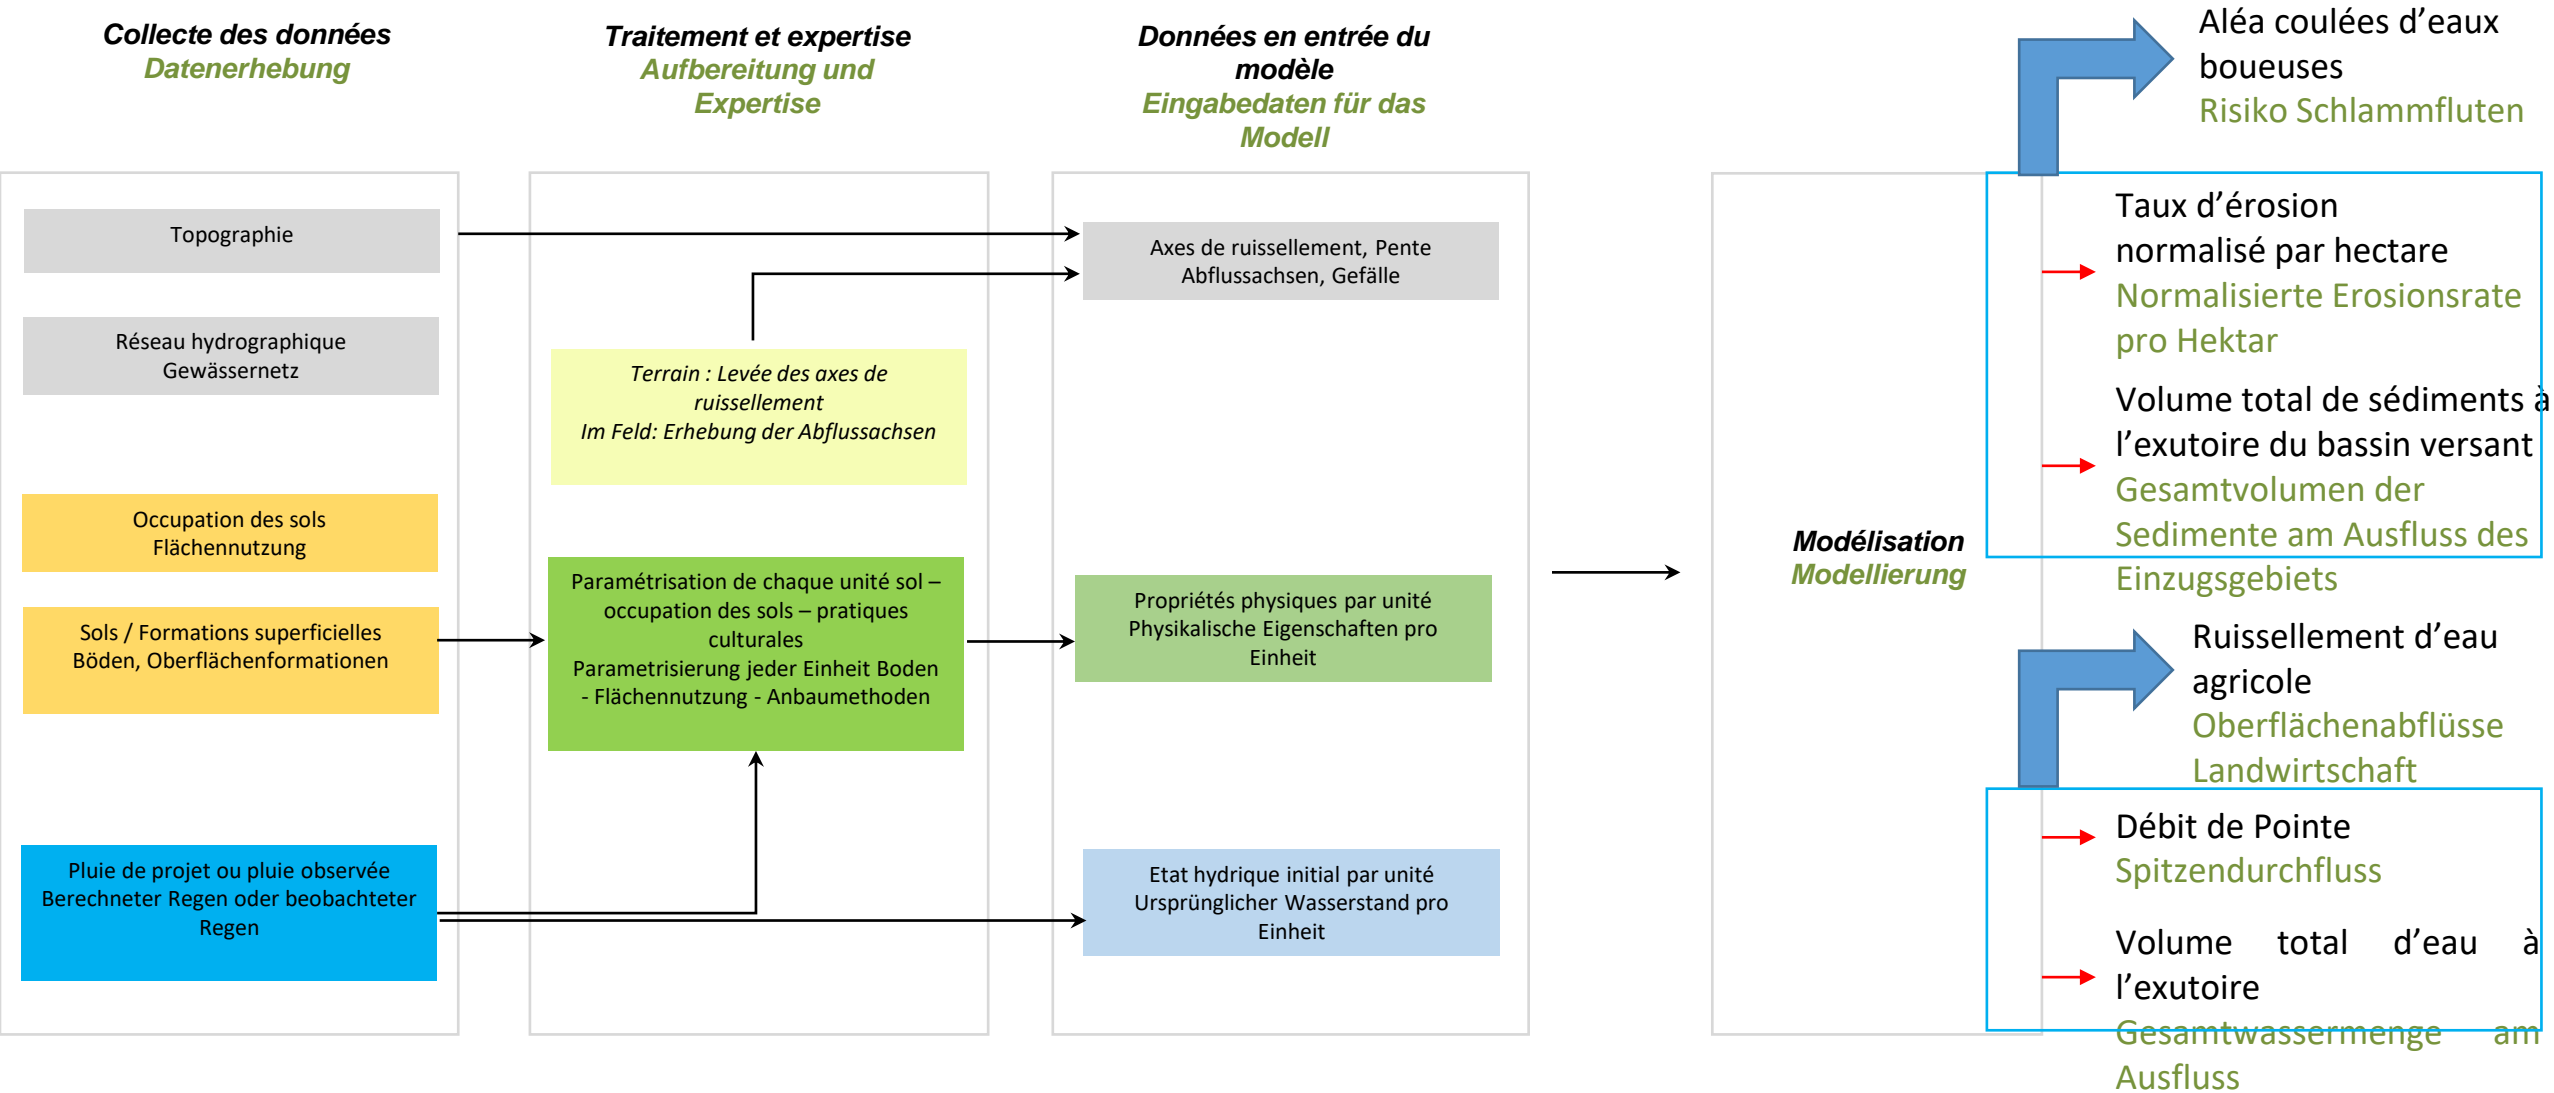 Collecte des données
Datenerhebung
Traitement et expertise
Aufbereitung und
Expertise
Données en entrée du
modèle
Eingabedaten für das
Modell
Topographie
Réseau hydrographique
Gewässernetz
Occupation des sols
Flächennutzung
Sols / Formations superficielles
Böden, Oberflächenformationen
Pluie de projet ou pluie observée
Berechneter Regen oder beobachteter
Regen
Terrain : Levée des axes de
ruissellement
Im Feld: Erhebung der Abflussachsen
Paramétrisation de chaque unité sol –
occupation des sols – pratiques
culturales
Parametrisierung jeder Einheit Boden
- Flächennutzung - Anbaumethoden
Axes de ruissellement, Pente
Abflussachsen, Gefälle
Propriétés physiques par unité
Physikalische Eigenschaften pro
Einheit
Etat hydrique initial par unité
Ursprünglicher Wasserstand pro
Einheit
Modélisation
Modellierung
Aléa coulées d’eaux
boueuses
Risiko Schlammfluten
Taux d’érosion
normalisé par hectare
Normalisierte Erosionsrate
pro Hektar
Volume total de sédiments à
l’exutoire du bassin versant
Gesamtvolumen der
Sedimente am Ausfluss des
Einzugsgebiets
Ruissellement d’eau
agricole
Oberflächenabflüsse
Landwirtschaft
Débit de Pointe
Spitzendurchfluss
Volume total d’eau à
l’exutoire
Gesamtwassermenge am
Ausfluss